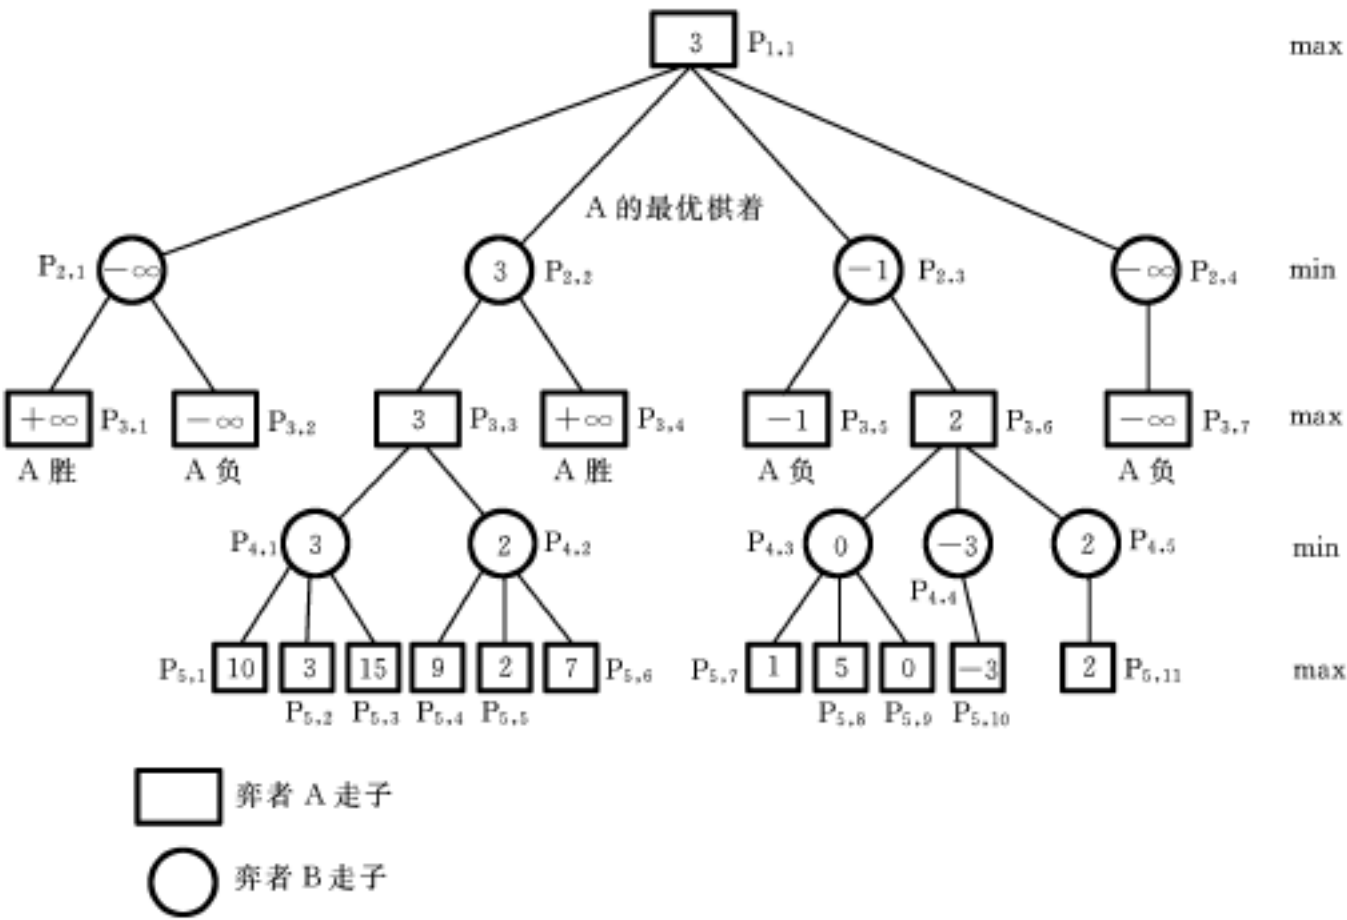 3 P1,1 max
A 的最优棋着
P2,1 −∞ 3 P2,2 −1 P2,3 −∞ P2,4 min
+∞ P3,1 −∞ P3,2 3 P3,3 +∞ P3,4 −1 P3,5 2 P3,6 −∞ P3,7 max
A 胜 A 负 A 胜 A 负 A 负
P4,1 3 2 P4,2 P4,3 0 −3 2 P4,5 min
P4,4
P5,1 10 3 15 9 2 7 P5,6 P5,7 1 5 0 −3 2 P5,11 max
P5,2 P5,3 P5,4 P5,5 P5,8 P5,9 P5,10
弈者 A 走子
弈者 B 走子